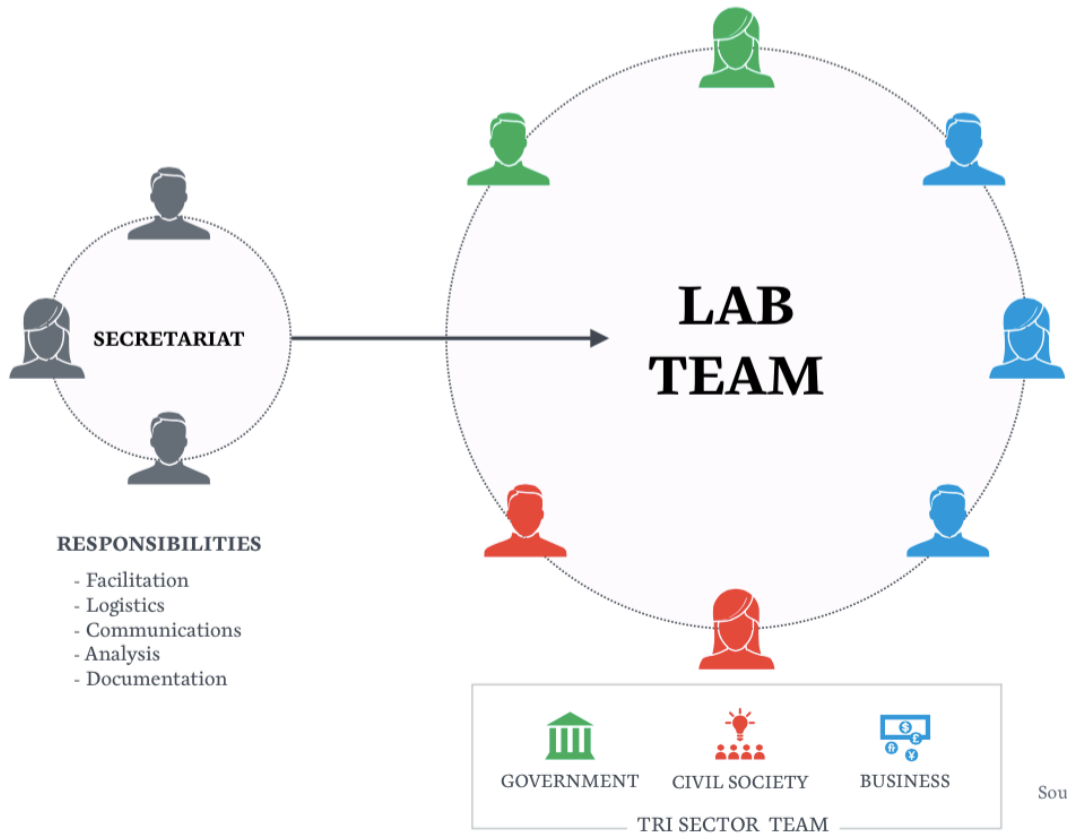 SECRETARIAT
LAB
TEAM
RESPONSIBILITIES
- Facilitation
- Logistics
- Communications
- Analysis
- Documentation
$
£
¥
GOVERNMENT
CIVIL SOCIETY
BUSINESS
TRI SECTOR TEAM
Sou